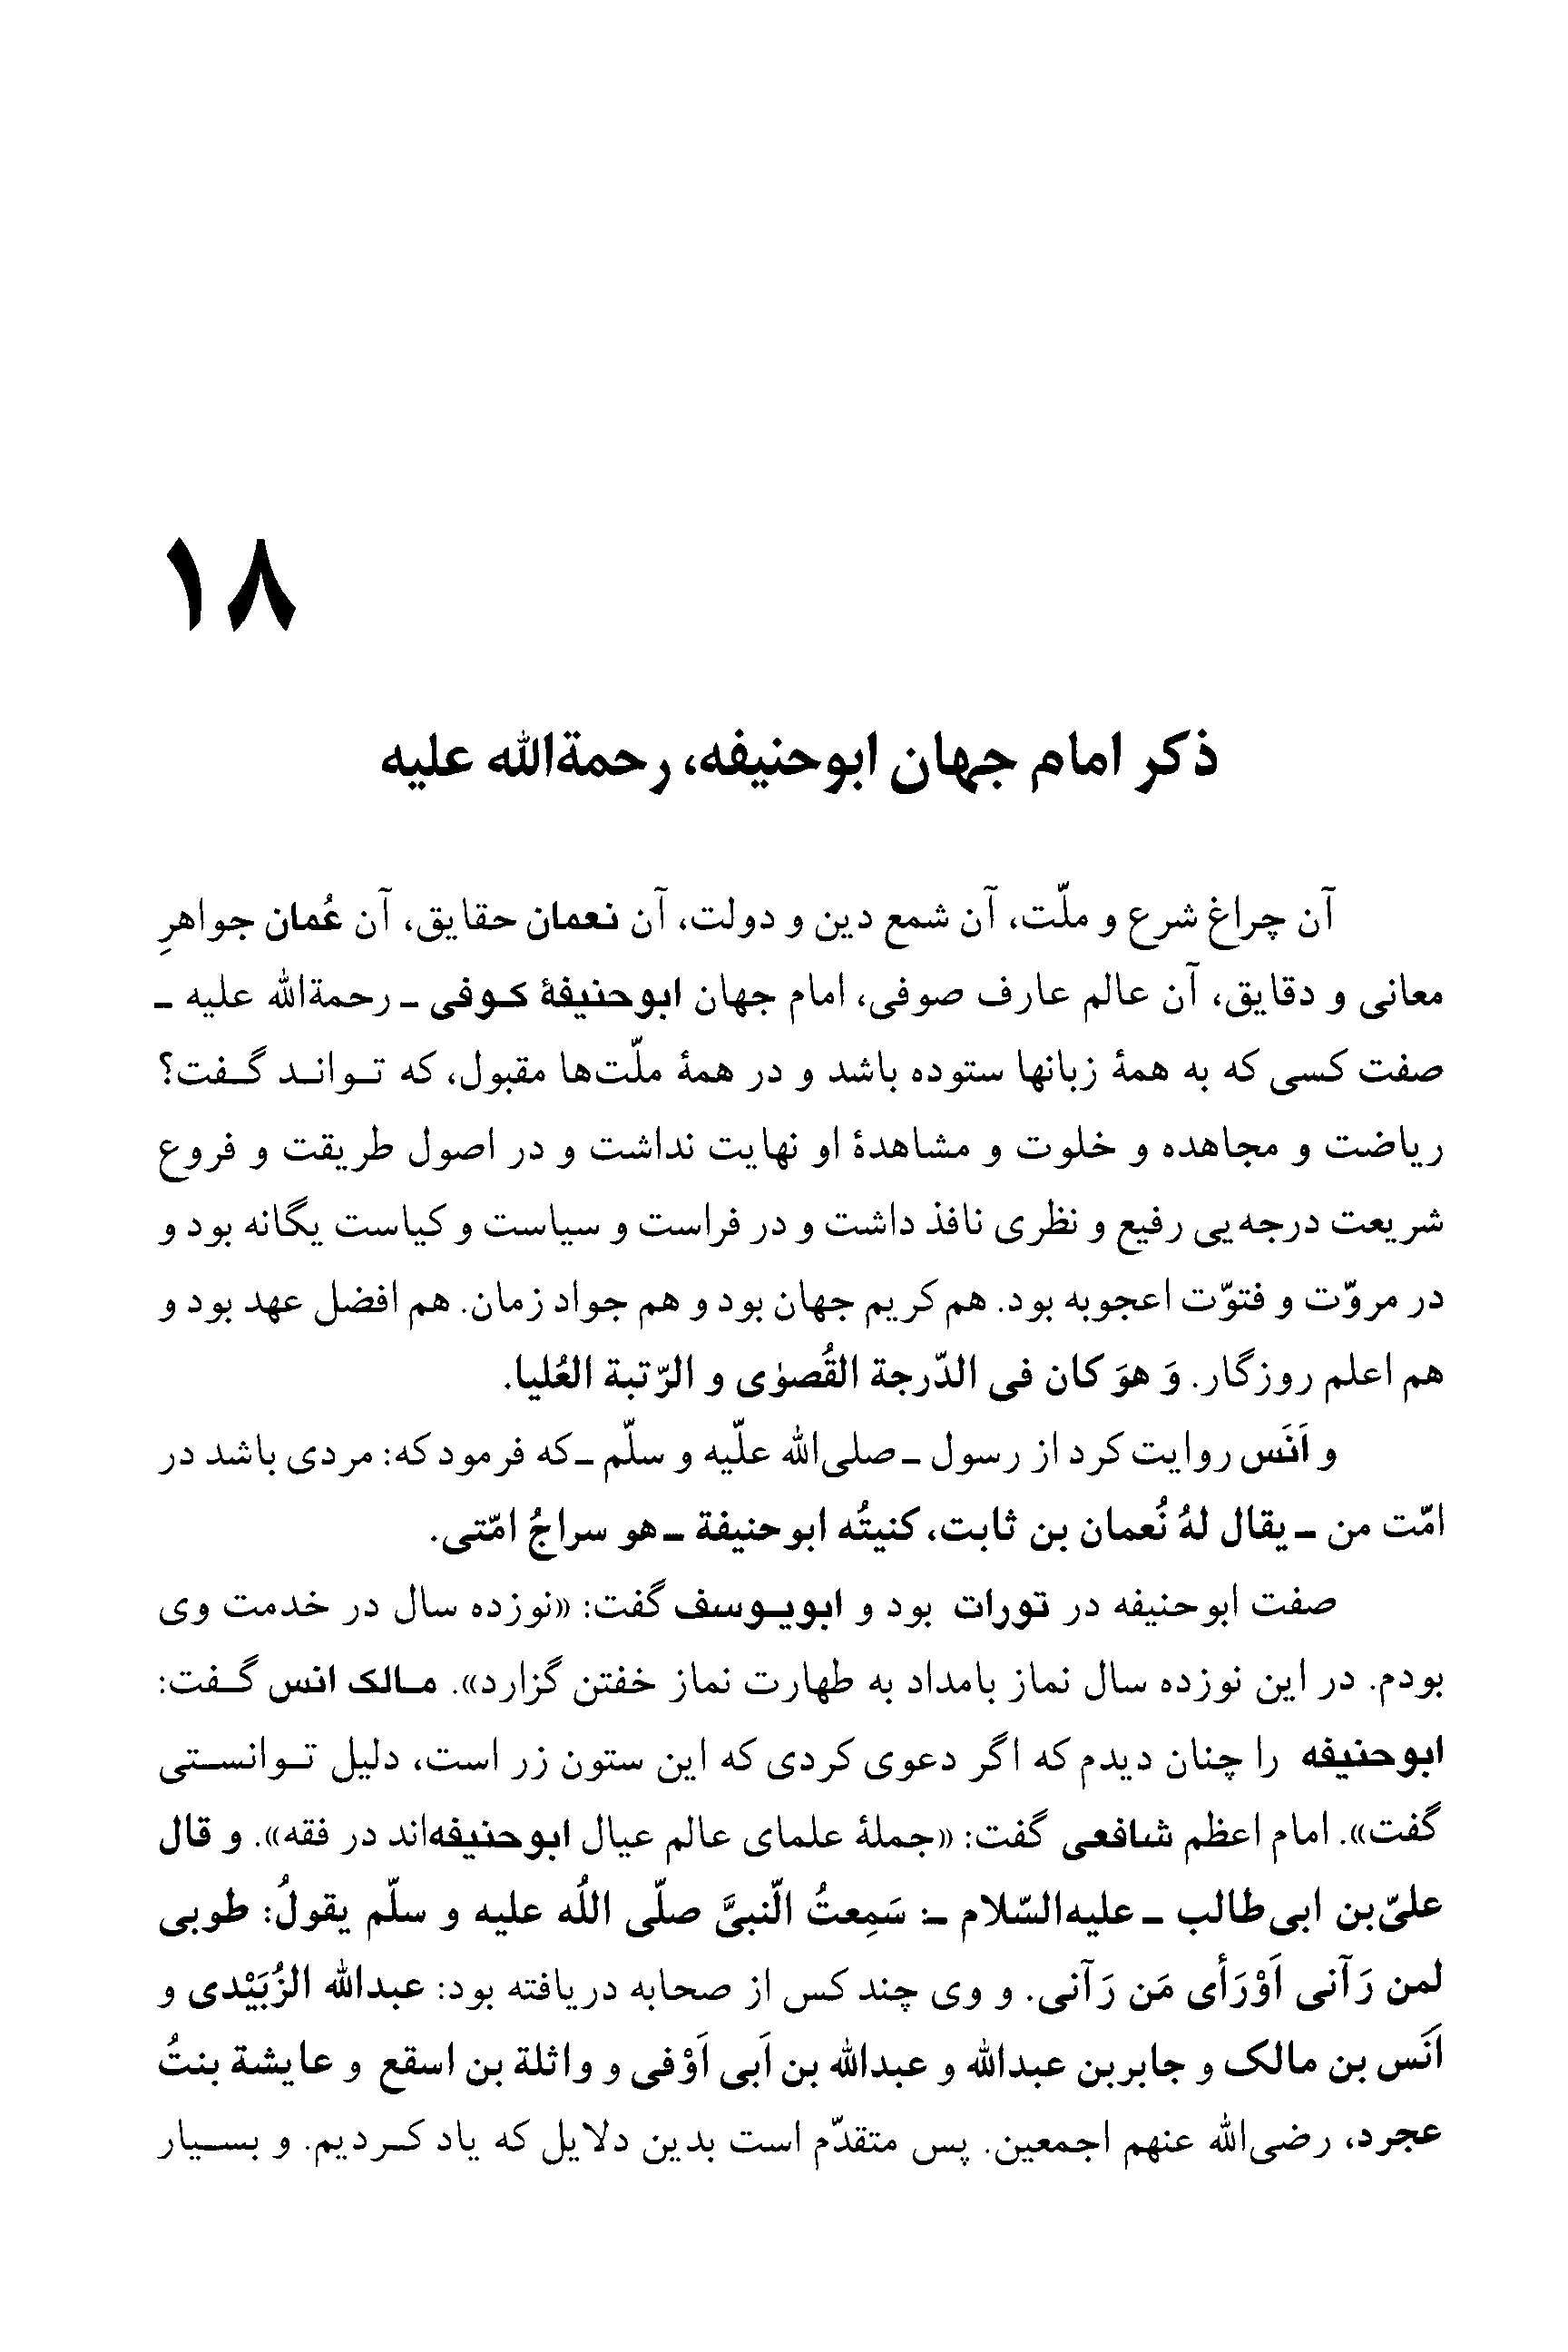 ۱۸
ذکر امام جهان ابوحنیفه، رحمةالله علیه
آن چراغ شرع و ملّت، آن شمع دین و دولت، آن نعمان حقایق، آن عُمان جواهرِ
معانی و دقایق، آن عالم عارف صوفی، امام جهان ابوحنیفهٔ کوفی ـ رحمةالله علیه ـ
صفت کسی که به همهٔ زبانها ستوده باشد و در همهٔ ملّت‌ها مقبول، که تواند گفت؟
ریاضت و مجاهده و خلوت و مشاهدهٔ او نهایت نداشت و در اصول طریقت و فروع
شریعت درجه‌یی رفیع و نظری نافذ داشت و در فراست و سیاست و کیاست یگانه بود و
در مروّت و فتوّت اعجوبه بود. هم کریم جهان بود و هم جواد زمان. هم افضل عهد بود و
هم اعلم روزگار. وَ هوَ کان فی الدّرجة القُصوٰی و الرّتبة العُلیا.
و اَنَس روایت کرد از رسول ـ صلی‌الله علّیه و سلّم ـ که فرمود که: مردی باشد در
امّت من ـ یقال لهُ نُعمان بن ثابت، کنیتُه ابوحنیفة ـ هو سراجُ امّتی.
صفت ابوحنیفه در تورات بود و ابویوسف گفت: «نوزده سال در خدمت وی
بودم. در این نوزده سال نماز بامداد به طهارت نماز خفتن گزارد». مالک انس گفت:
ابوحنیفه را چنان دیدم که اگر دعوی کردی که این ستون زر است، دلیل توانستی
گفت». امام اعظم شافعی گفت: «جملهٔ علمای عالم عیال ابوحنیفه‌اند در فقه». و قال
علیّ‌بن ابی‌طالب ـ علیه‌السّلام ـ: سَمِعتُ الّنبیَّ صلّی اللُه علیه و سلّم یقولُ: طوبی
لمن رَآنی اَوْرَأی مَن رَآنی. و وی چند کس از صحابه دریافته بود: عبدالله الزُبَیْدی و
اَنَس بن مالک و جابربن عبدالله و عبدالله بن اَبی اَوْفی و واثلة بن اسقع و عایشة بنتُ
عجرد، رضی‌الله عنهم اجمعین. پس متقدّم است بدین دلایل که یاد کردیم. و بسیار